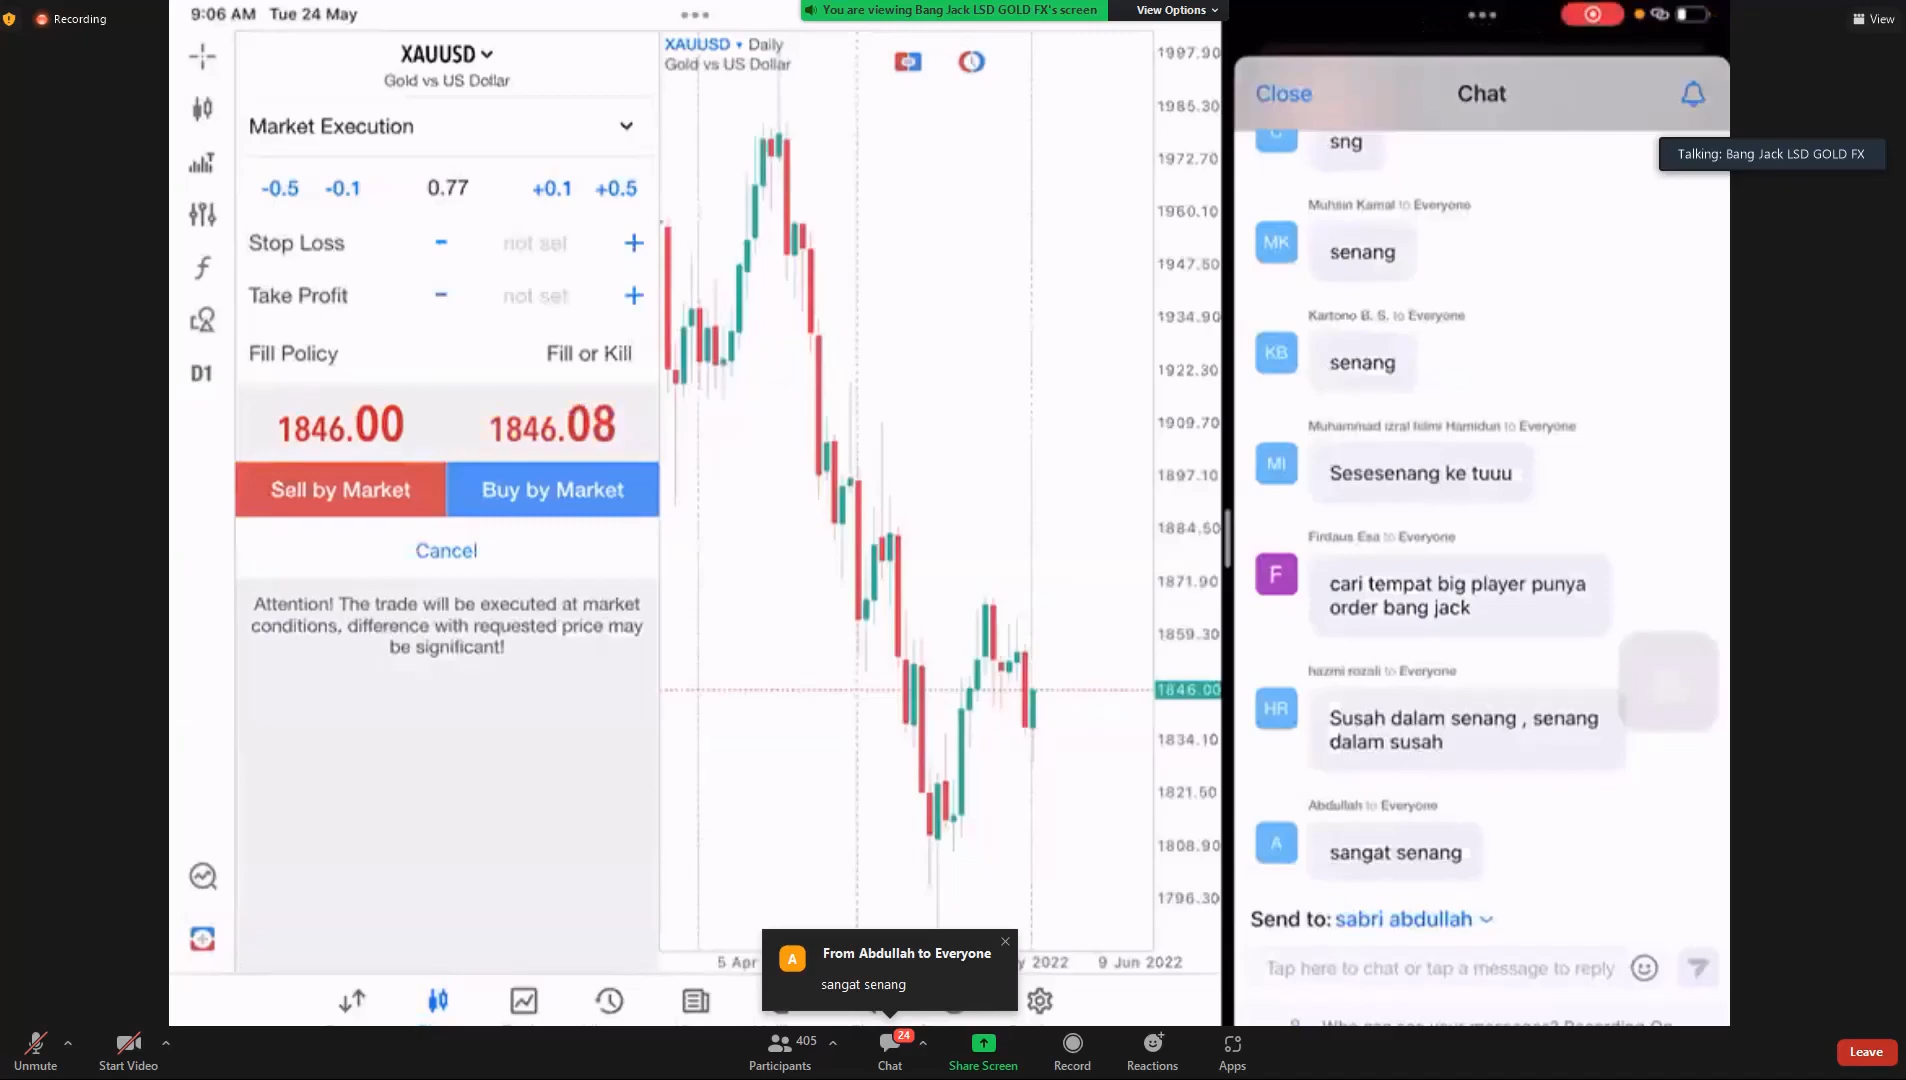 9:06 AM Tue 24 May
You are viewing Bang Jack LSD GOLD FX's screen
View Options
Recording
View
XAUUSD
Gold vs US Dollar
Market Execution
-0.5 -0.1 0.77 +0.1 +0.5
Stop Loss - not set +
Take Profit - not set +
Fill Policy Fill or Kill
D1
1846.00 1846.08
Sell by Market Buy by Market
Cancel
Attention! The trade will be executed at market
conditions, difference with requested price may
be significant!
XAUUSD Daily
Gold vs US Dollar
1997.90
1985.30
1972.70
1960.10
1947.50
1934.90
1922.30
1909.70
1897.10
1884.50
1871.90
1859.30
1846.00
1834.10
1821.50
1808.90
1796.30
5 Apr
2022
9 Jun 2022
Close Chat
Talking: Bang Jack LSD GOLD FX
sng
Muhsin Kamal to Everyone
MK
senang
Kartono B. S. to Everyone
KB
senang
to Everyone
MI
Sesesenang ke tuuu
Firdaus Esa to Everyone
F
cari tempat big player punya
order bang jack
hazmi rozali to Everyone
HR
Susah dalam senang , senang
dalam susah
Abdullah to Everyone
A
sangat senang
Send to: sabri abdullah
Tap here to chat or tap a message to reply
A
From Abdullah to Everyone
sangat senang
Unmute
Start Video
405
Participants
24
Chat
Share Screen
Record
Reactions
Apps
Leave